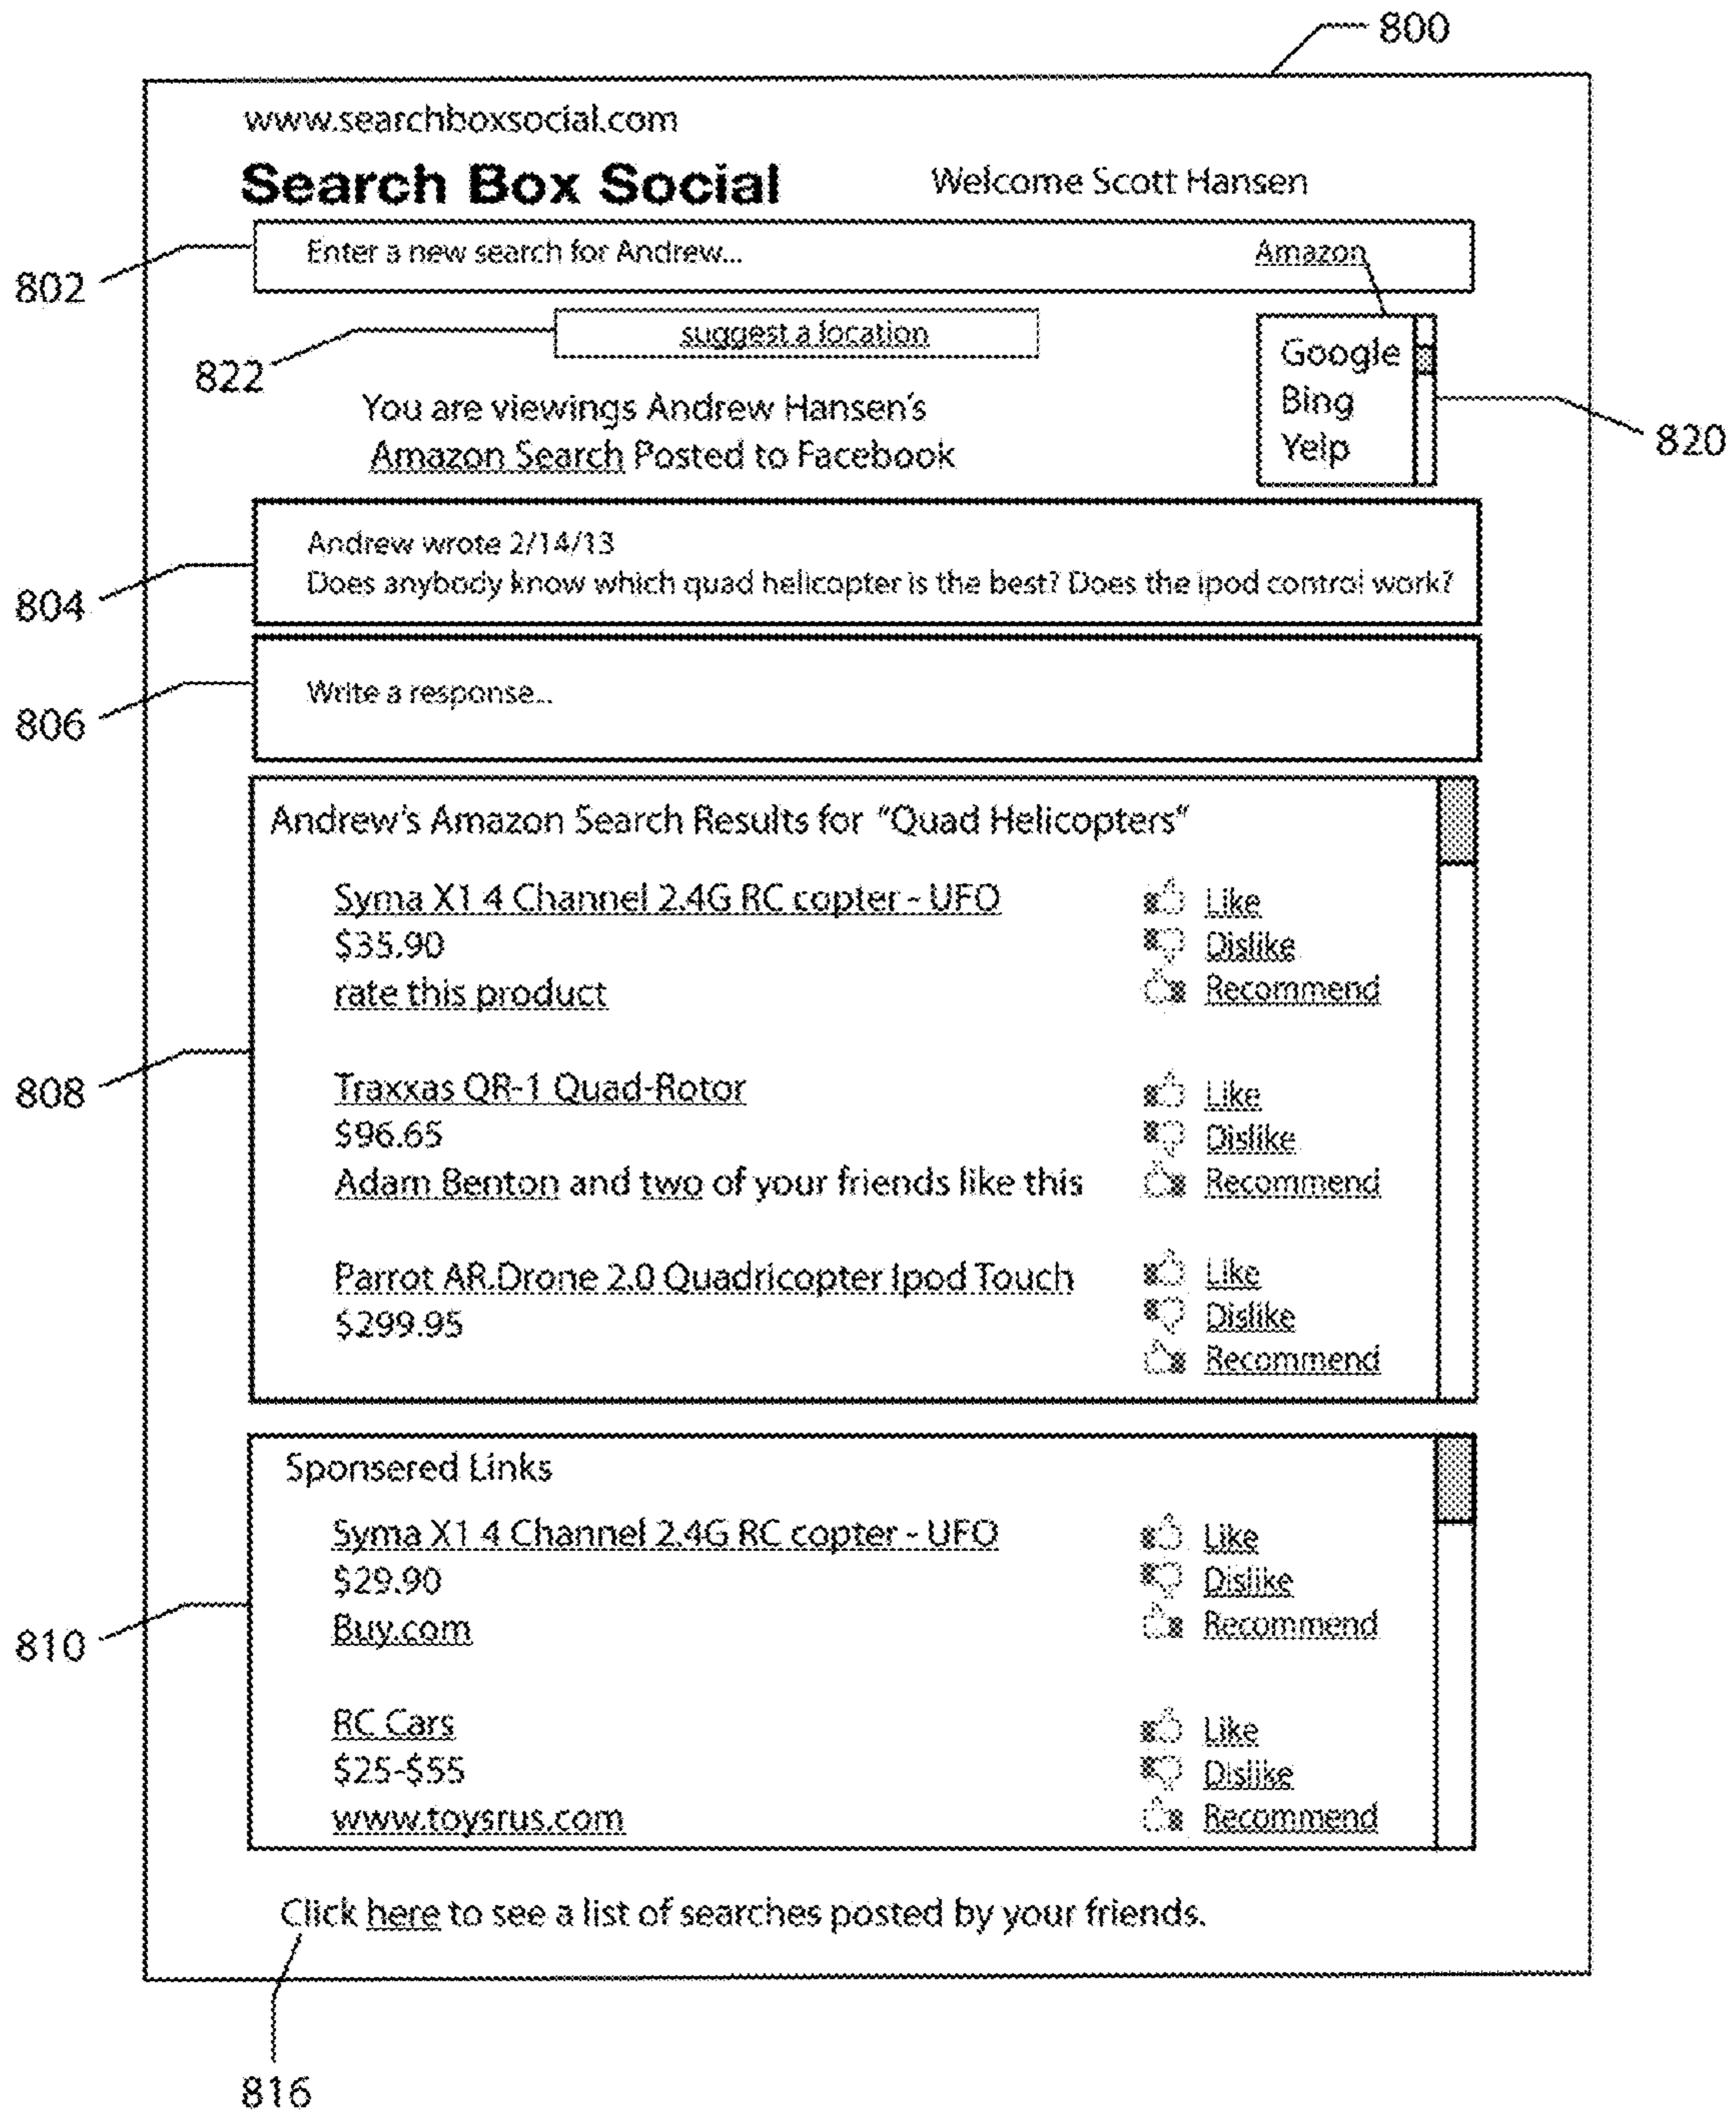 800
www.searchboxsocial.com
Search Box Social Welcome Scott Hansen
802
Enter a new search for Andrew... Amazon
822
suggest a location
Google
Bing
Yelp
820
You are viewings Andrew Hansen's
Amazon Search Posted to Facebook
804
Andrew wrote 2/14/13
Does anybody know which quad helicopter is the best? Does the ipod control work?
806
Write a response...
808
Andrew's Amazon Search Results for "Quad Helicopters"
Syma X1 4 Channel 2.4G RC copter - UFO Like
$35.90 Dislike
rate this product Recommend
Traxxas QR-1 Quad-Rotor Like
$96.65 Dislike
Adam Benton and two of your friends like this Recommend
Parrot AR.Drone 2.0 Quadricopter Ipod Touch Like
$299.95 Dislike
Recommend
810
Sponsered Links
Syma X1 4 Channel 2.4G RC copter - UFO Like
$29.90 Dislike
Buy.com Recommend
RC Cars Like
$25-$55 Dislike
www.toysrus.com Recommend
Click here to see a list of searches posted by your friends.
816